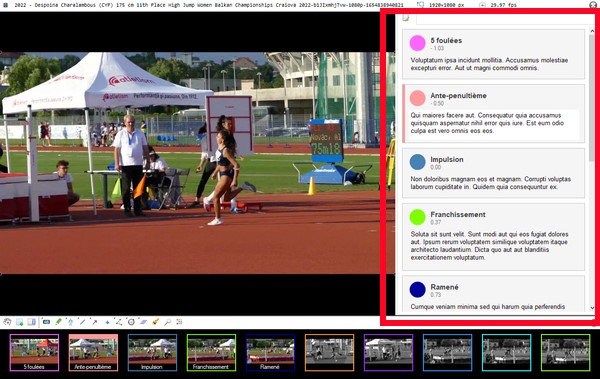 2022 - Despoina Charalambous (CYP) 175 cm 11th Place High Jump Women Balkan Championships Craiova 2022-b1JIxmhjTvw-1080p-1654838940821
1920×1080 px
29.97 fps
5 foulées
- 1.03
Voluptatum ipsa incidunt mollitia. Accusamus molestiae
excepturi error. Aut ut magni commodi omnis.
Ante-penultième
- 0.50
Qui maiores facere aut. Consequatur quia accusamus
quisquam aspernatur nihil error quis iure. Est eum odio
culpa est vero omnis eos eos.
Impulsion
0.00
Non doloribus magnam eos et magnam. Corrupti voluptas
laborum cupiditate in. Quidem quia consequuntur ex.
Franchissement
0.37
Soluta sit sunt velit. Sunt modi aut qui eos fugiat dolores
aut. Ipsum rerum voluptatem similique voluptatem itaque
architecto laudantium. Dicta quo aut aut blanditiis
exercitationem voluptatum.
Ramené
0.73
Cumque veniam minima sed qui harum quia perferendis
atleticom
75m18
5 foulées
Ante-penultième
Impulsion
Franchissement
Ramené